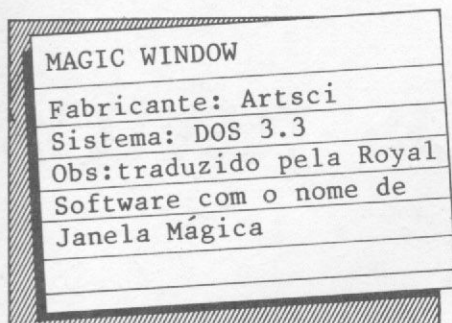 MAGIC WINDOW
Fabricante: Artsci
Sistema: DOS 3.3
Obs:traduzido pela Royal
Software com o nome de
Janela Mágica